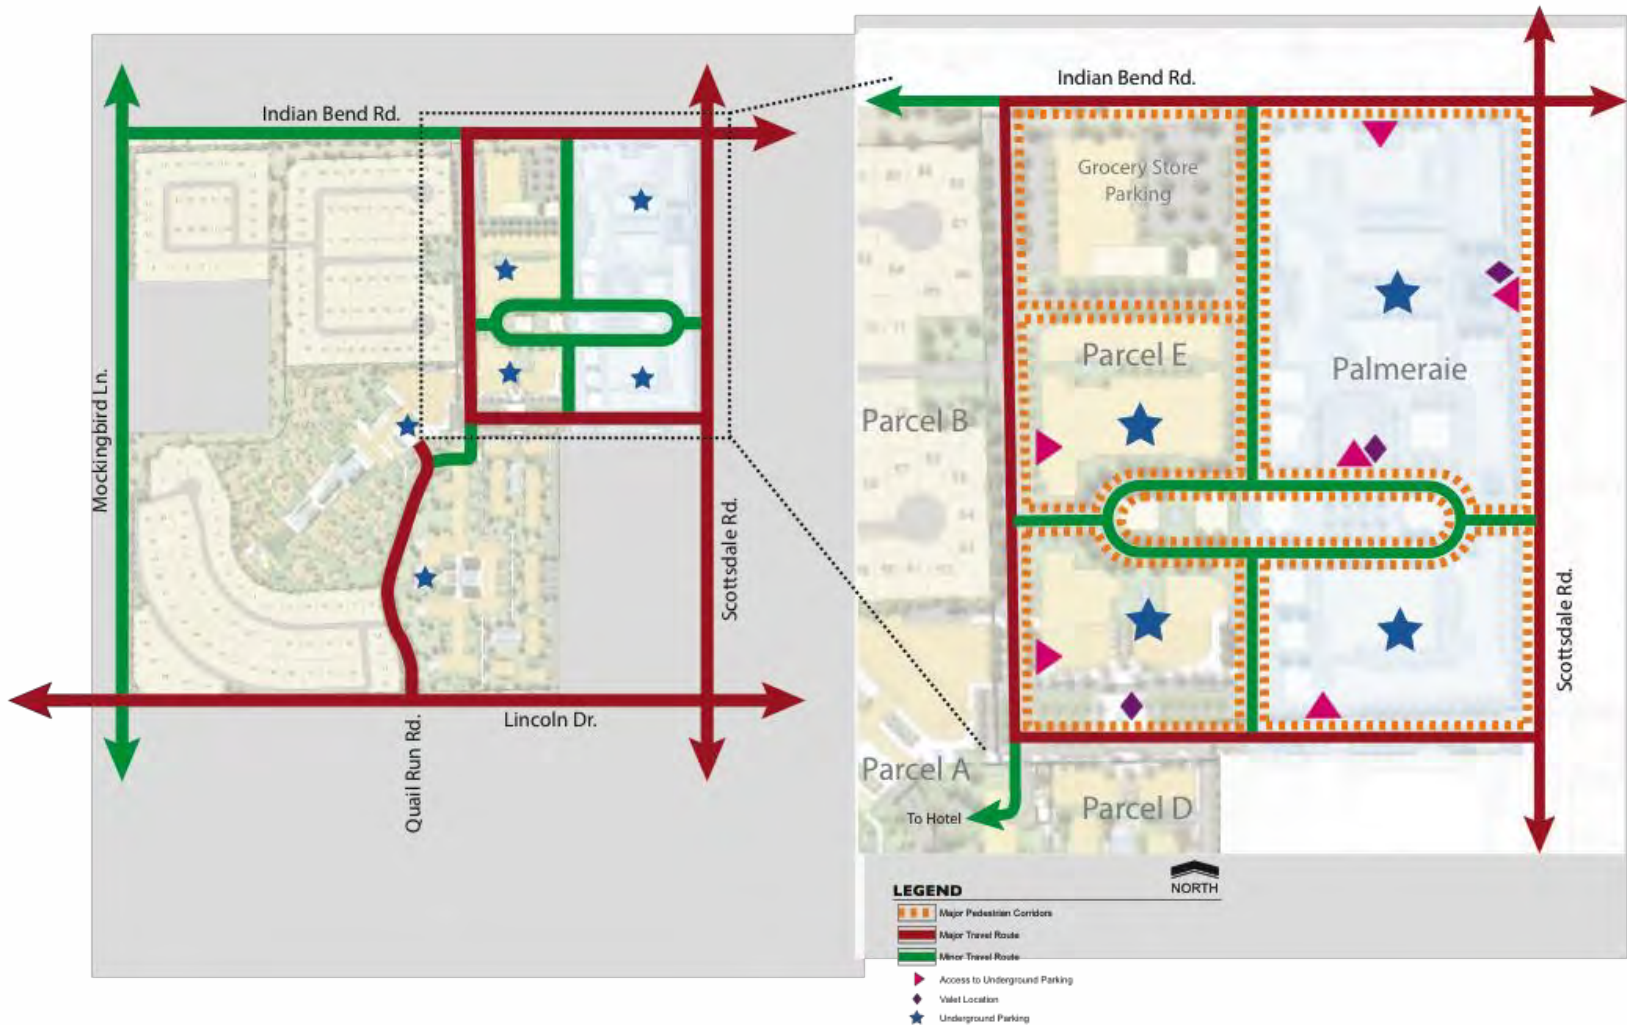 Indian Bend Rd.
Mockingbird Ln.
Scottsdale Rd.
Lincoln Dr.
Quail Run Rd.
Indian Bend Rd.
Grocery Store
Parking
Parcel E
Palmeraie
Parcel B
Scottsdale Rd.
Parcel A
Parcel D
To Hotel
NORTH
LEGEND
Major Pedestrian Corridors
Major Travel Route
Minor Travel Route
Access to Underground Parking
Valet Location
Underground Parking